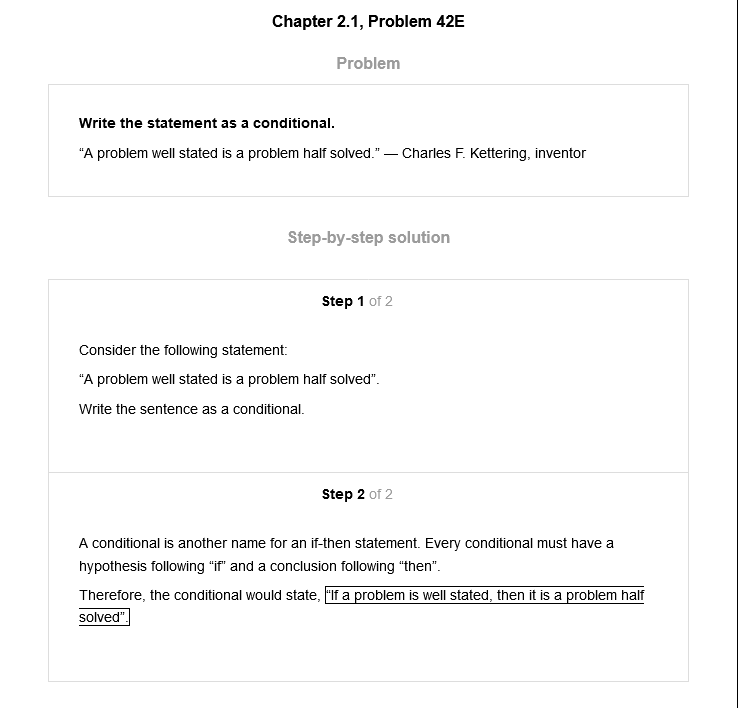 Chapter 2.1, Problem 42E
Problem
Write the statement as a conditional.
“A problem well stated is a problem half solved.” — Charles F. Kettering, inventor
Step-by-step solution
Step 1 of 2
Consider the following statement:
“A problem well stated is a problem half solved”.
Write the sentence as a conditional.
Step 2 of 2
A conditional is another name for an if-then statement. Every conditional must have a
hypothesis following “if” and a conclusion following “then”.
Therefore, the conditional would state, “If a problem is well stated, then it is a problem half
solved”.